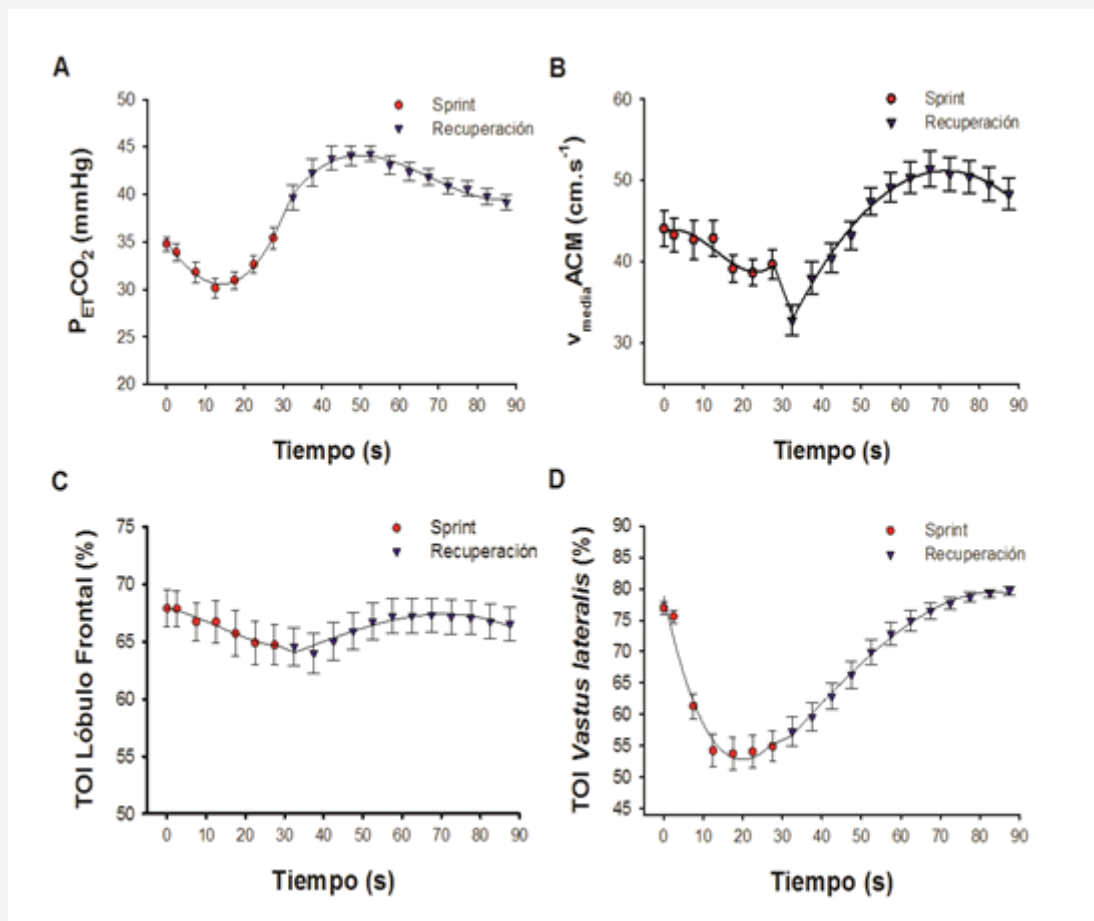 A
Sprint
Recuperación
P_ETCO₂ (mmHg)
50
45
40
35
30
25
20
0 10 20 30 40 50 60 70 80 90
Tiempo (s)
B
Sprint
Recuperación
v_media ACM (cm.s⁻¹)
60
50
40
30
0 10 20 30 40 50 60 70 80 90
Tiempo (s)
C
Sprint
Recuperación
TOI Lóbulo Frontal (%)
75
70
65
60
55
50
0 10 20 30 40 50 60 70 80 90
Tiempo (s)
D
Sprint
Recuperación
TOI Vastus lateralis (%)
90
85
80
75
70
65
60
55
50
45
0 10 20 30 40 50 60 70 80 90
Tiempo (s)